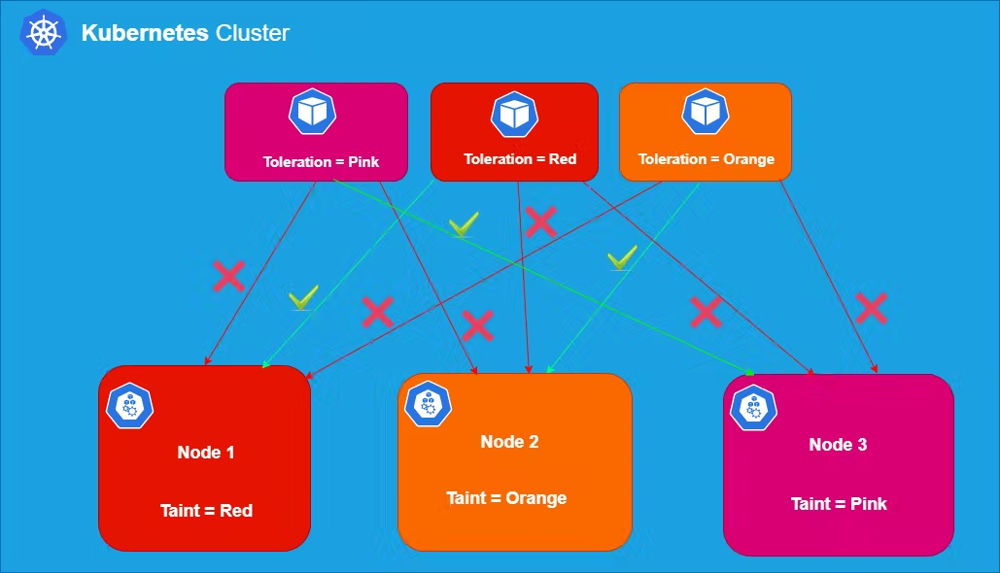 Kubernetes Cluster
Toleration = Pink
Toleration = Red
Toleration = Orange
Node 1
Taint = Red
Node 2
Taint = Orange
Node 3
Taint = Pink